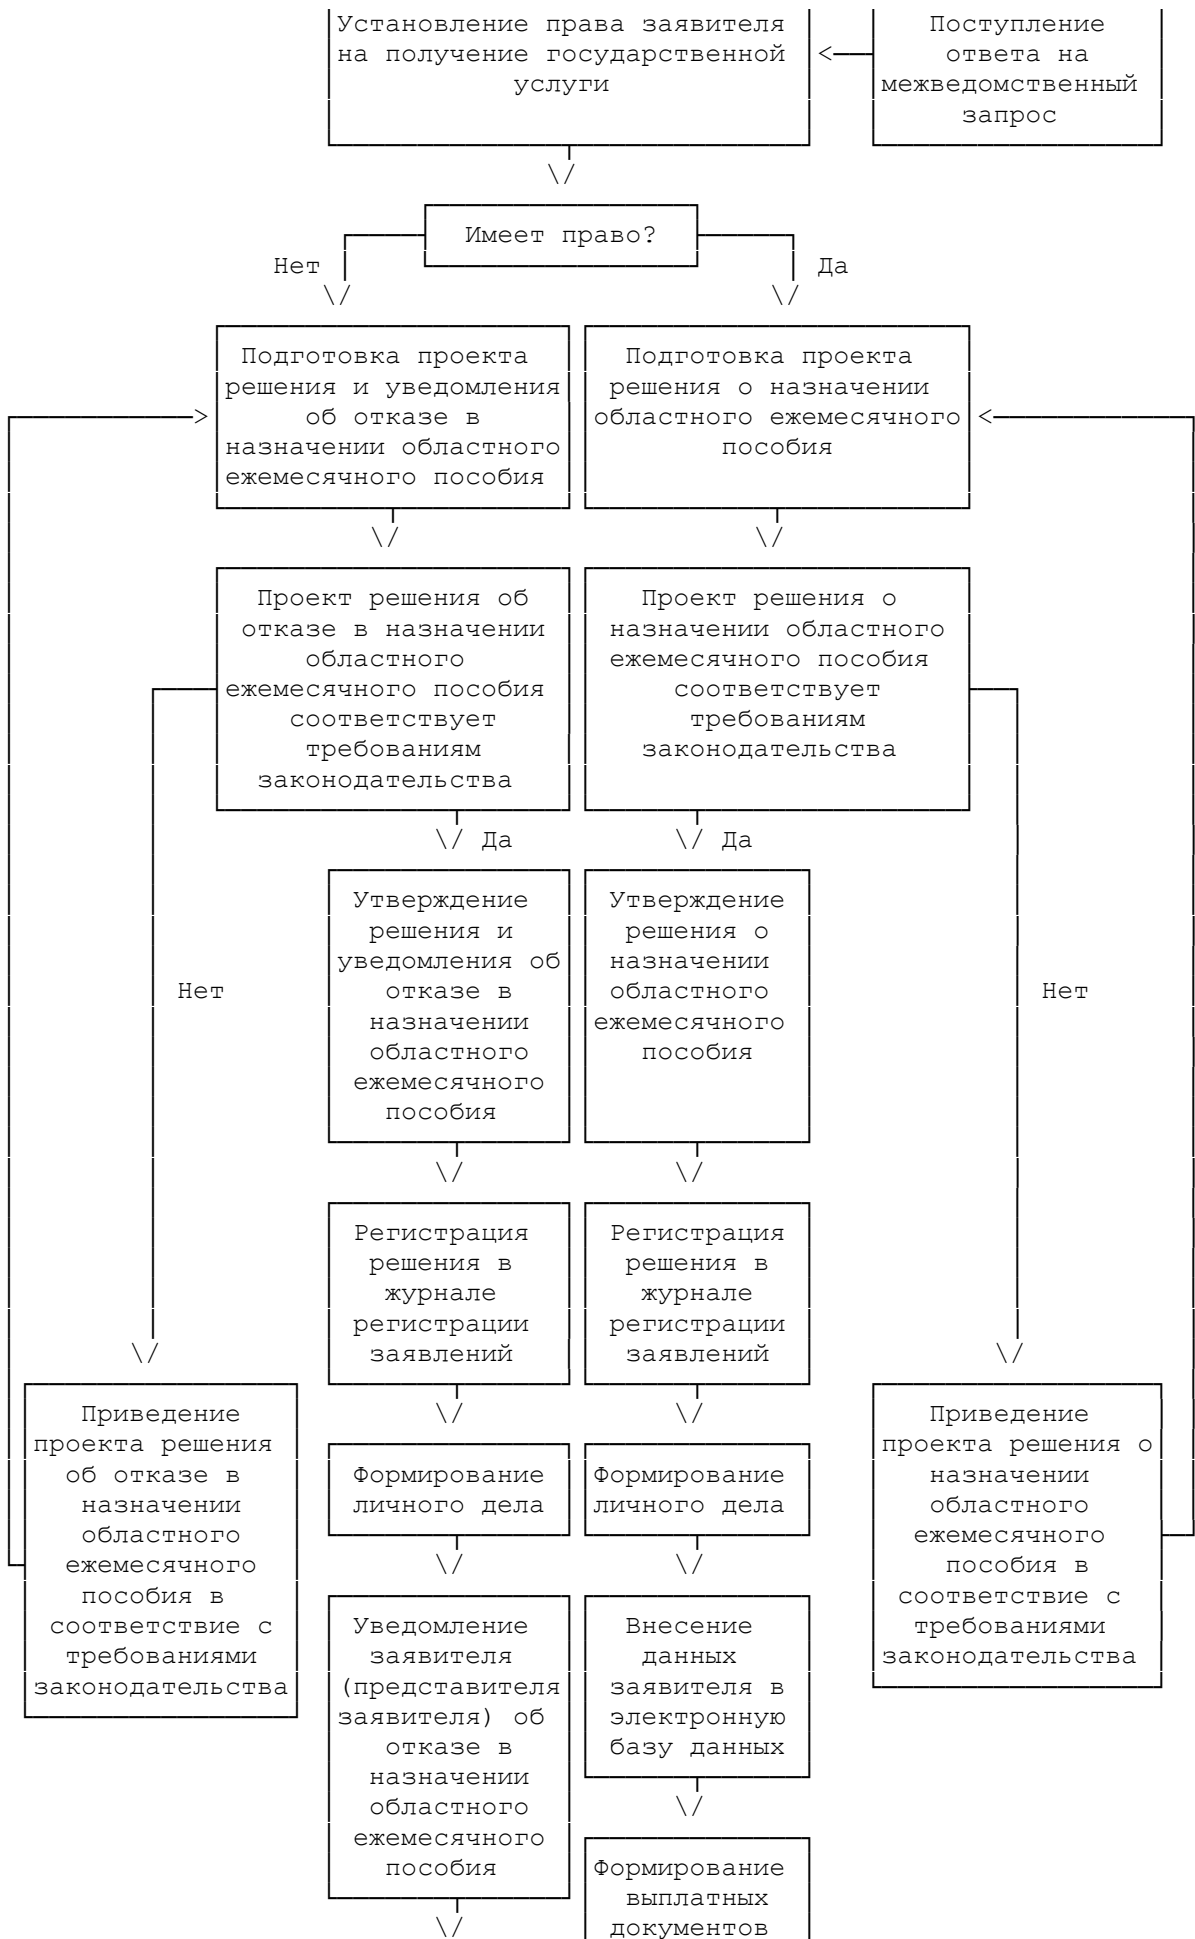 Установление права заявителя
на получение государственной
услуги
Поступление
ответа на
межведомственный
запрос
Имеет право?
Нет
Да
Подготовка проекта
решения и уведомления
об отказе в
назначении областного
ежемесячного пособия
Подготовка проекта
решения о назначении
областного ежемесячного
пособия
Проект решения об
отказе в назначении
областного
ежемесячного пособия
соответствует
требованиям
законодательства
Проект решения о
назначении областного
ежемесячного пособия
соответствует
требованиям
законодательства
Да
Да
Утверждение
решения и
уведомления об
отказе в
назначении
областного
ежемесячного
пособия
Утверждение
решения о
назначении
областного
ежемесячного
пособия
Нет
Нет
Регистрация
решения в
журнале
регистрации
заявлений
Регистрация
решения в
журнале
регистрации
заявлений
Приведение
проекта решения
об отказе в
назначении
областного
ежемесячного
пособия в
соответствие с
требованиями
законодательства
Формирование
личного дела
Формирование
личного дела
Приведение
проекта решения о
назначении
областного
ежемесячного
пособия в
соответствие с
требованиями
законодательства
Уведомление
заявителя
(представителя
заявителя) об
отказе в
назначении
областного
ежемесячного
пособия
Внесение
данных
заявителя в
электронную
базу данных
Формирование
выплатных
документов